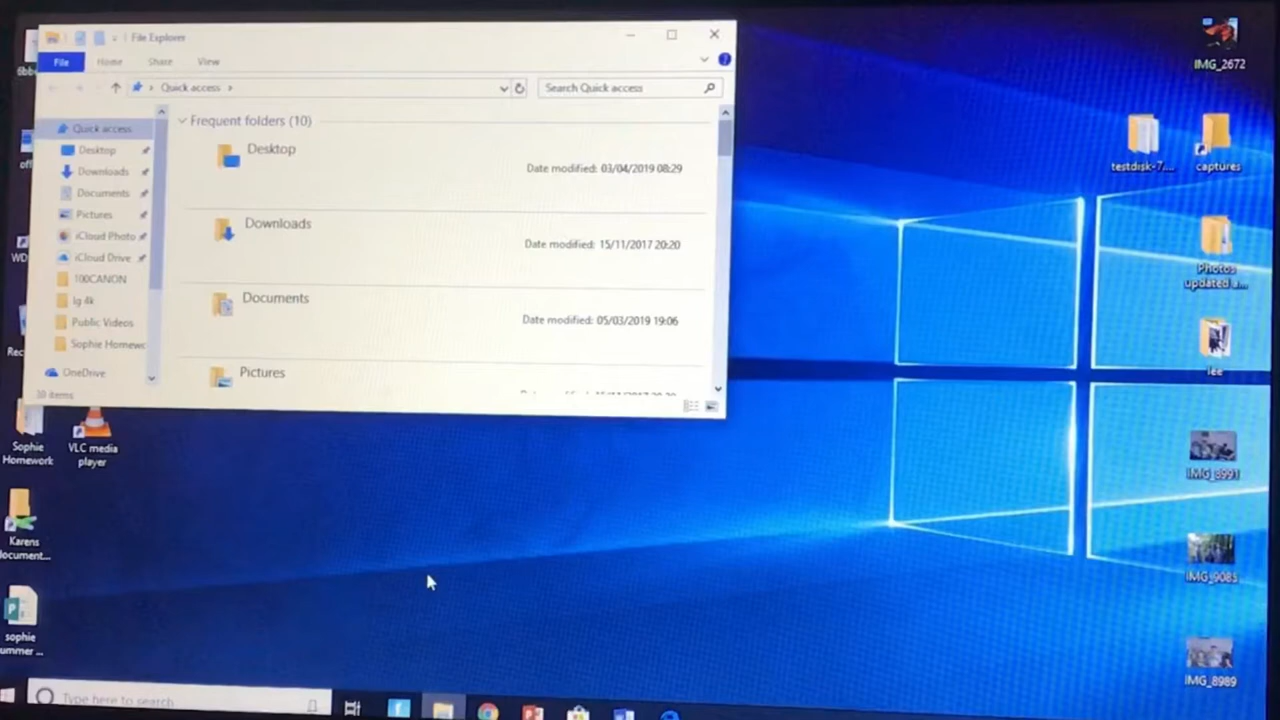 File Explorer
File
Home
Share
View
Quick access
Search Quick access
Quick access
Desktop
Downloads
Documents
Pictures
iCloud Photo
iCloud Drive
100CANON
lg 4k
Public Videos
Sophie Homewo
OneDrive
38 items
Frequent folders (10)
Desktop
Date modified: 03/04/2019 08:29
Downloads
Date modified: 15/11/2017 20:20
Documents
Date modified: 05/03/2019 19:06
Pictures
Sophie
Homework
VLC media
player
Karens
document...
sophie
summer ...
IMG_2672
testdisk-7....
captures
Photos
updated a...
lee
IMG_8991
IMG_9085
IMG_8989
Type here to search